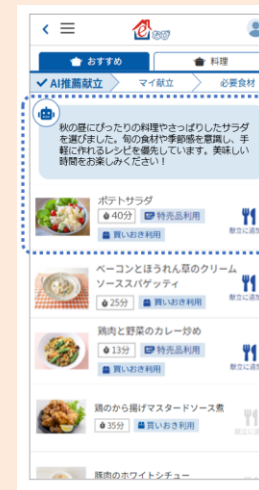 おすすめ
料理
AI推薦献立
マイ献立
必要食材
秋の昼にぴったりの料理やさっぱりしたサラダ
を選びました。旬の食材や季節感を意識し、手
軽に作れるレシピを優先しています。美味しい
時間をお楽しみください！
ポテトサラダ
40分 特売品利用
買いおき利用
献立に追加
ベーコンとほうれん草のクリーム
ソーススパゲッティ
25分 買いおき利用
献立に追加
鶏肉と野菜のカレー炒め
13分 特売品利用
買いおき利用
献立に追加
鶏のから揚げマスタードソース煮
35分 買いおき利用
献立に追加
豚肉のホワイトシチュー